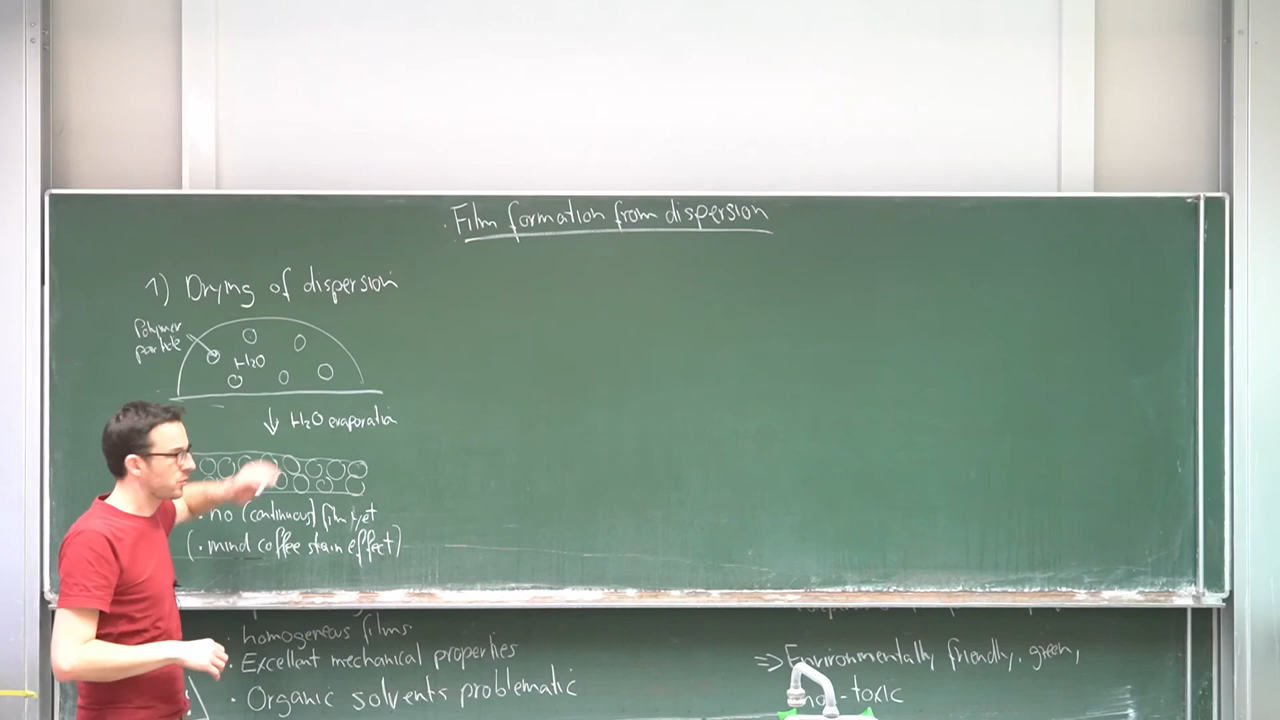 Film formation from dispersion
1) Drying of dispersion
Polymer
particle
H2O
↓ H2O evaporation
· no (continuous) film yet
(· mind coffee stain effect)
· homogeneous films
· Excellent mechanical properties
· Organic solvents problematic
=> Environmentally friendly, green,
-toxic